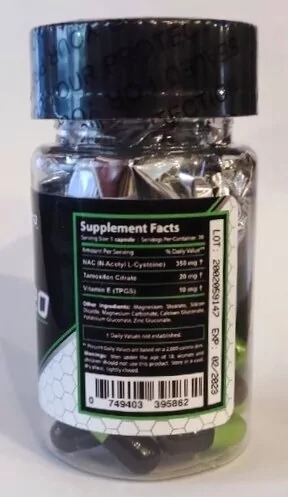 YOUR PROTEC
Supplement Facts
Serving Size: 1 capsule Servings Per Container: 30
Amount Per Serving % Daily Value**
NAC (N-Acetyl L-Cysteine) 350 mg †
Tamoxifen Citrate 20 mg †
Vitamin E (TPGS) 10 mg †
Other Ingredients: Magnesium Stearate, Silicon
Dioxide, Magnesium Carbonate, Calcium Gluconate,
Potassium Gluconate, Zinc Gluconate.
† Daily Value not established.
Percent Daily Values are based on a 2,000 calorie diet.
Warnings: Men under the age of 18, women and
children should not use this product. Store in a cool
dry place, tightly closed.
0 749403 395862
LOT: 2002059147 EXP 02/2023